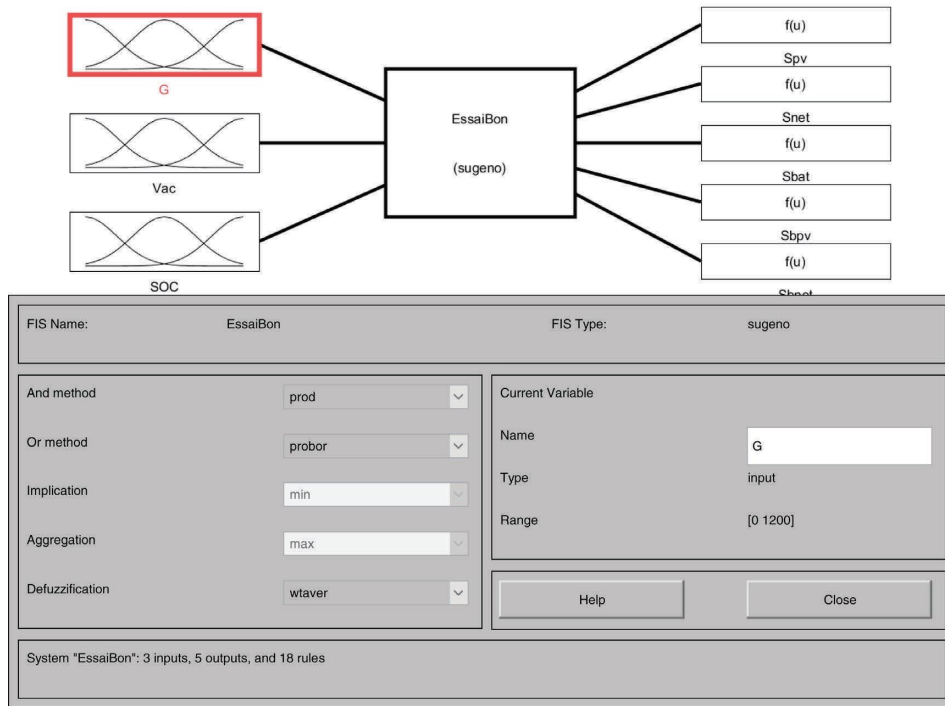 f(u)
Spv
G
f(u)
EssaiBon
Snet
f(u)
(sugeno)
Sbat
Vac
f(u)
Sbpv
f(u)
SOC
Sbnet
FIS Name: EssaiBon FIS Type: sugeno
And method prod
Or method probor
Implication min
Aggregation max
Defuzzification wtaver
Current Variable
Name G
Type input
Range [0 1200]
Help Close
System "EssaiBon": 3 inputs, 5 outputs, and 18 rules